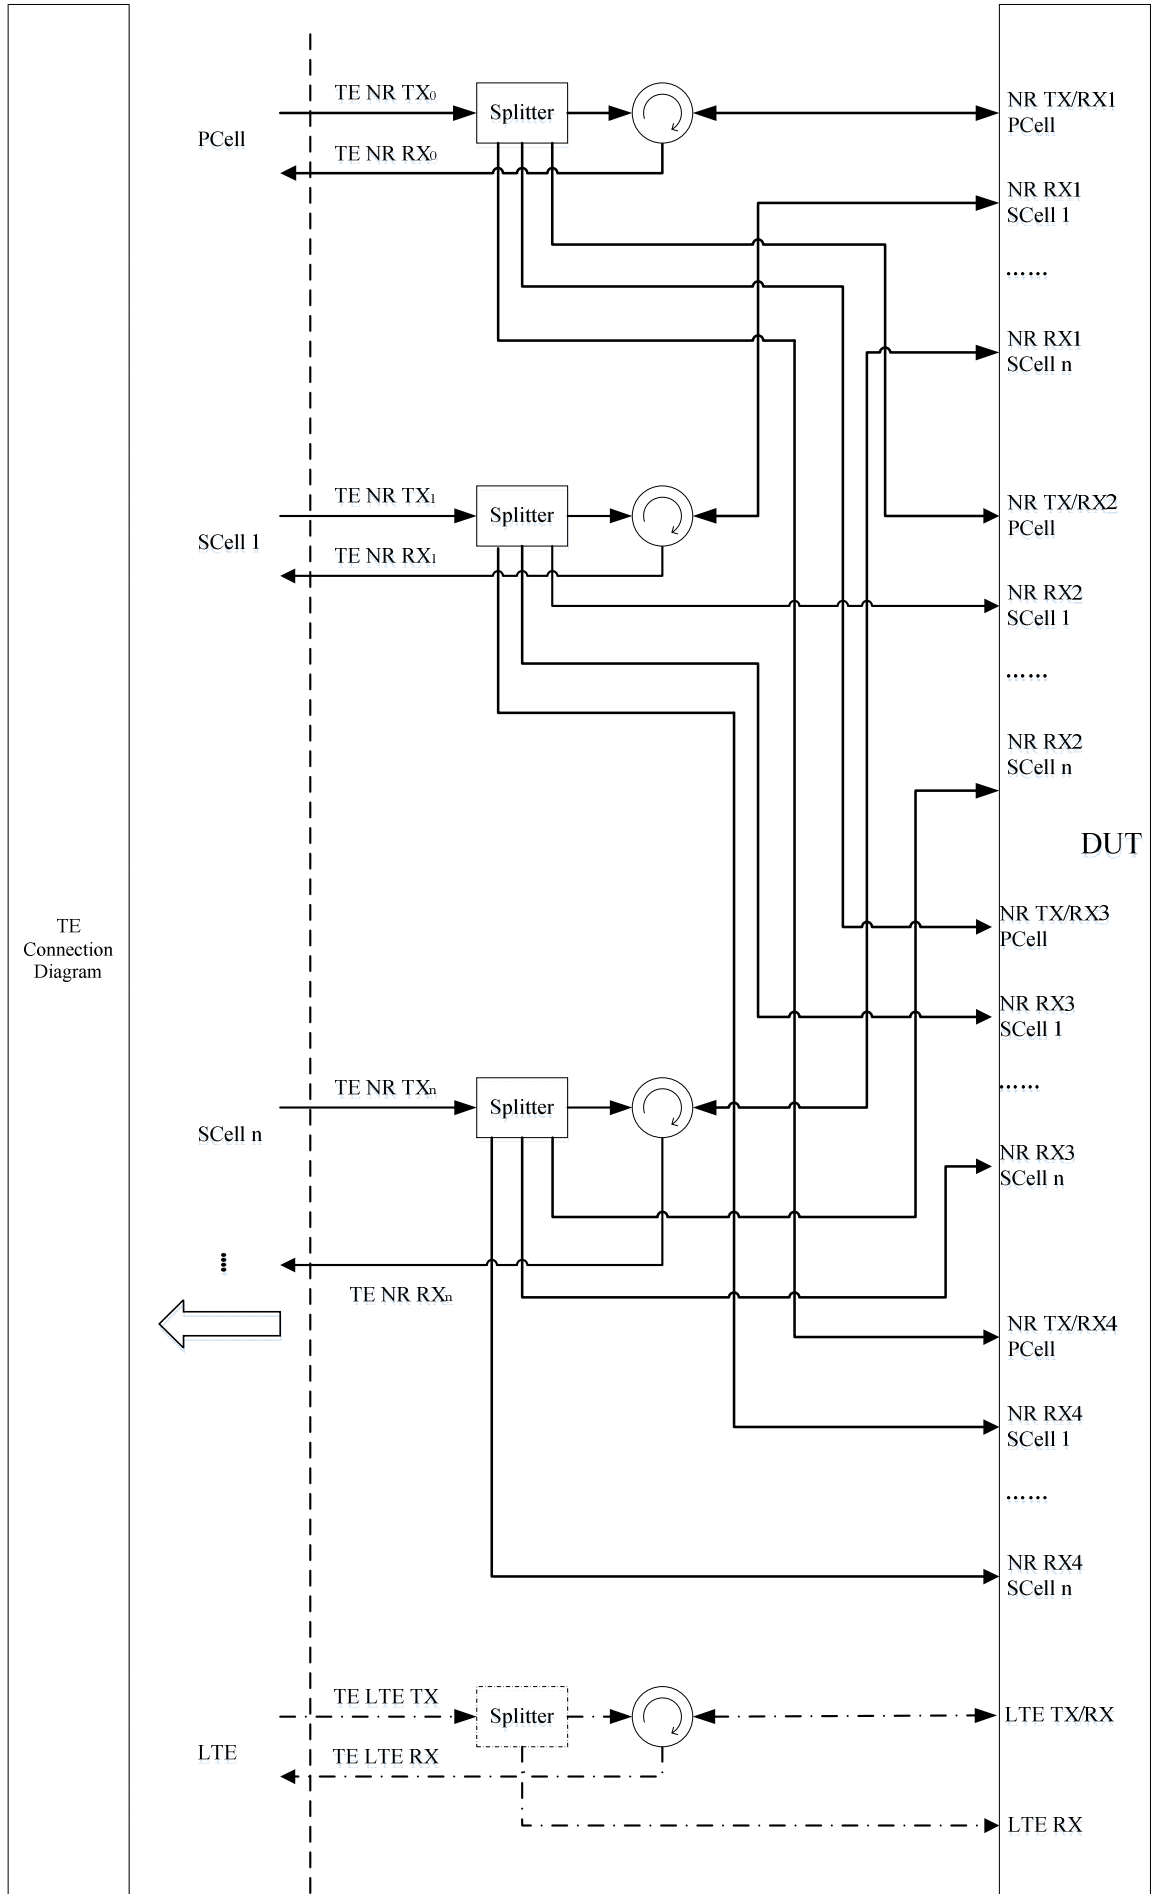 TE
Connection
Diagram
PCell
TE NR TX0
TE NR RX0
Splitter
SCell 1
TE NR TX1
TE NR RX1
Splitter
SCell n
TE NR TXn
TE NR RXn
Splitter
LTE
TE LTE TX
TE LTE RX
Splitter
NR TX/RX1
PCell
NR RX1
SCell 1
......
NR RX1
SCell n
NR TX/RX2
PCell
NR RX2
SCell 1
......
NR RX2
SCell n
DUT
NR TX/RX3
PCell
NR RX3
SCell 1
......
NR RX3
SCell n
NR TX/RX4
PCell
NR RX4
SCell 1
......
NR RX4
SCell n
LTE TX/RX
LTE RX